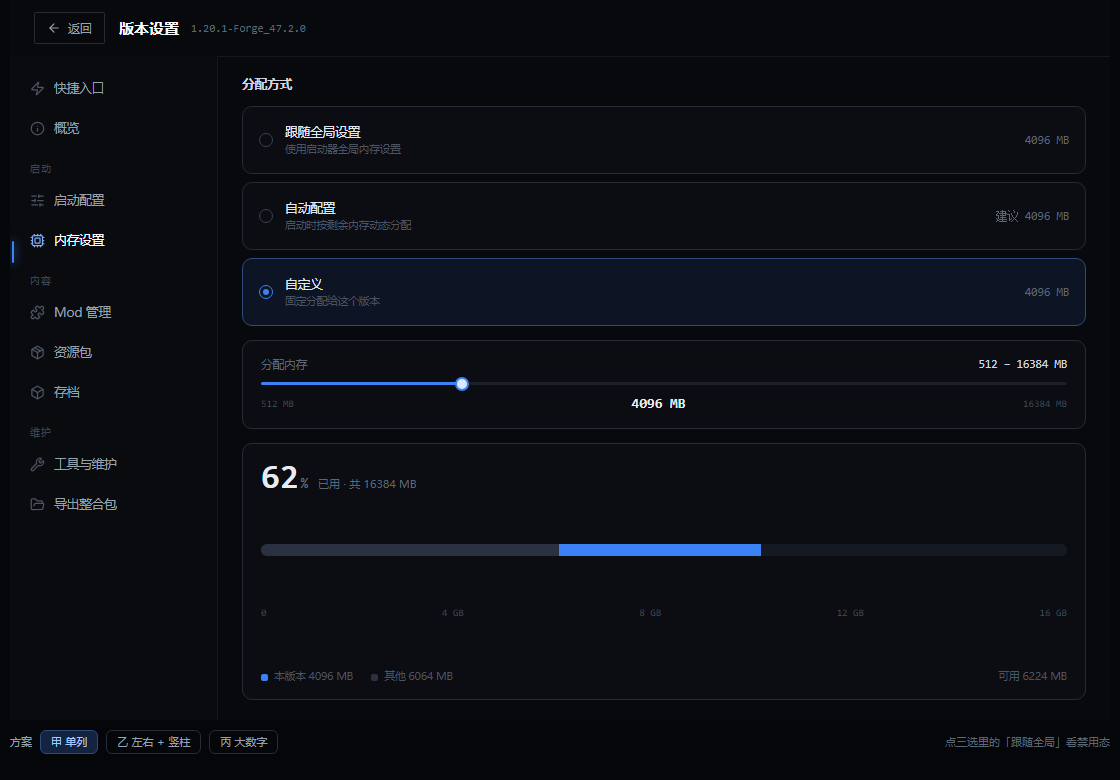 返回 版本设置 1.20.1-Forge_47.2.0
快捷入口
概览
启动
启动配置
内存设置
内容
Mod 管理
资源包
存档
维护
工具与维护
导出整合包
分配方式
跟随全局设置
使用启动器全局内存设置
4096 MB
自动配置
启动时按剩余内存动态分配
建议 4096 MB
自定义
固定分配给这个版本
4096 MB
分配内存 512 – 16384 MB
512 MB 4096 MB 16384 MB
62% 已用 · 共 16384 MB
0 4 GB 8 GB 12 GB 16 GB
本版本 4096 MB 其他 6064 MB 可用 6224 MB
方案 甲 单列 乙 左右 + 竖柱 丙 大数字 点三选里的「跟随全局」看禁用态